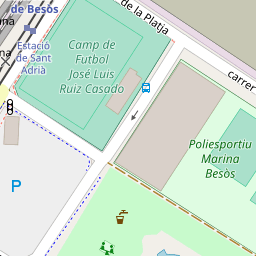 de Besòs
de la Platja
na
Estació
de Sant
Adrià
Camp de
Futbol
José Luis
Ruiz Casado
carrer
Poliesportiu
Marina
Besòs
P